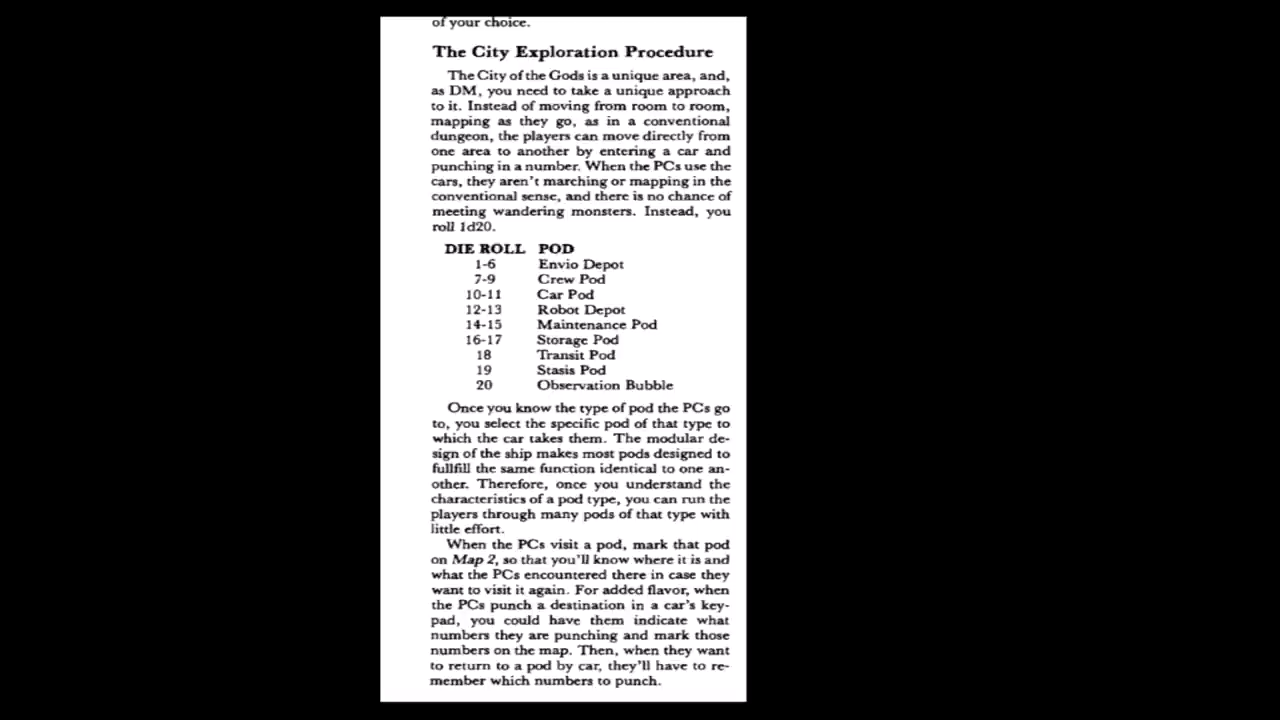 of your choice.
The City Exploration Procedure
The City of the Gods is a unique area, and,
as DM, you need to take a unique approach
to it. Instead of moving from room to room,
mapping as they go, as in a conventional
dungeon, the players can move directly from
one area to another by entering a car and
punching in a number. When the PCs use the
cars, they aren't marching or mapping in the
conventional sense, and there is no chance of
meeting wandering monsters. Instead, you
roll 1d20.
DIE ROLL POD
1-6 Envio Depot
7-9 Crew Pod
10-11 Car Pod
12-13 Robot Depot
14-15 Maintenance Pod
16-17 Storage Pod
18 Transit Pod
19 Stasis Pod
20 Observation Bubble
Once you know the type of pod the PCs go
to, you select the specific pod of that type to
which the car takes them. The modular de-
sign of the ship makes most pods designed to
fullfill the same function identical to one an-
other. Therefore, once you understand the
characteristics of a pod type, you can run the
players through many pods of that type with
little effort.
When the PCs visit a pod, mark that pod
on Map 2, so that you'll know where it is and
what the PCs encountered there in case they
want to visit it again. For added flavor, when
the PCs punch a destination in a car's key-
pad, you could have them indicate what
numbers they are punching and mark those
numbers on the map. Then, when they want
to return to a pod by car, they'll have to re-
member which numbers to punch.